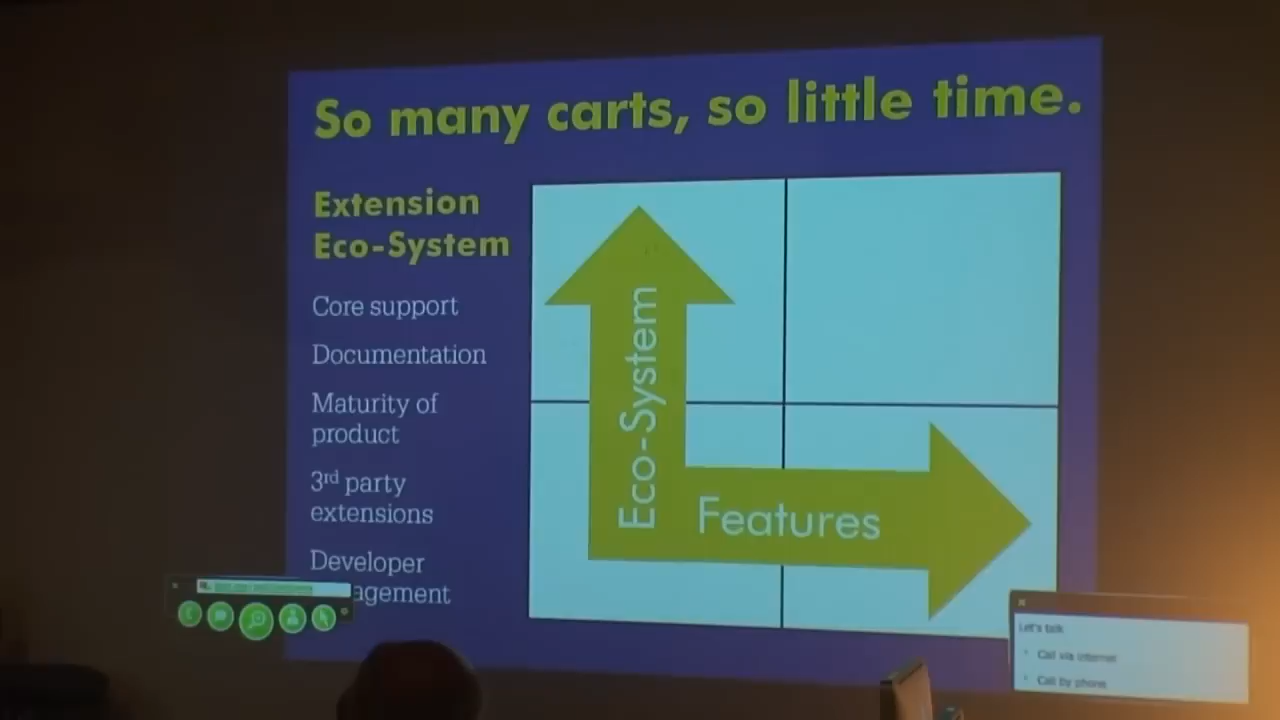 So many carts, so little time.
Extension
Eco-System
Core support
Documentation
Maturity of
product
3rd party
extensions
Developer
agement
Eco-System
Features
Let's talk
Call via internet
Call by phone